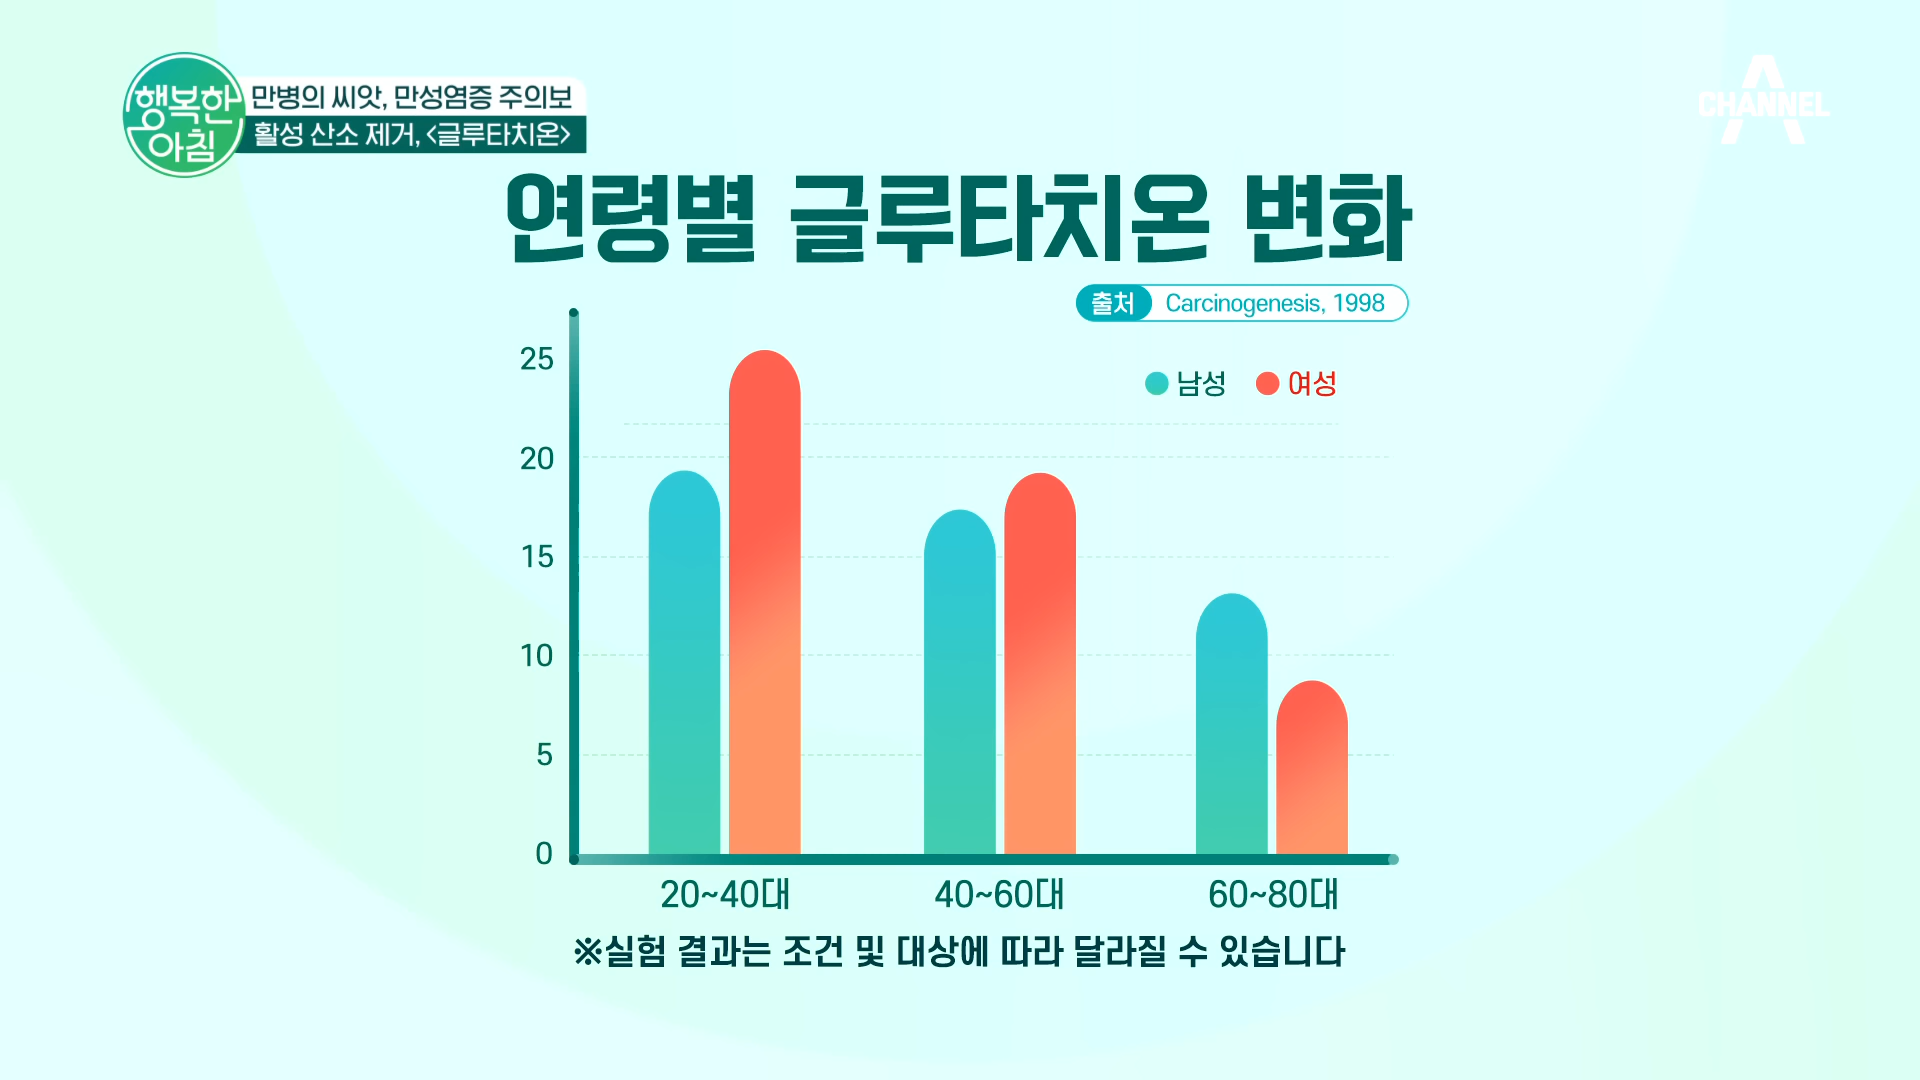 행복한
아침
만병의 씨앗, 만성염증 주의보
활성 산소 제거, <글루타치온>
CHANNEL A
연령별 글루타치온 변화
출처 Carcinogenesis, 1998
남성 여성
25
20
15
10
5
0
20~40대 40~60대 60~80대
※실험 결과는 조건 및 대상에 따라 달라질 수 있습니다